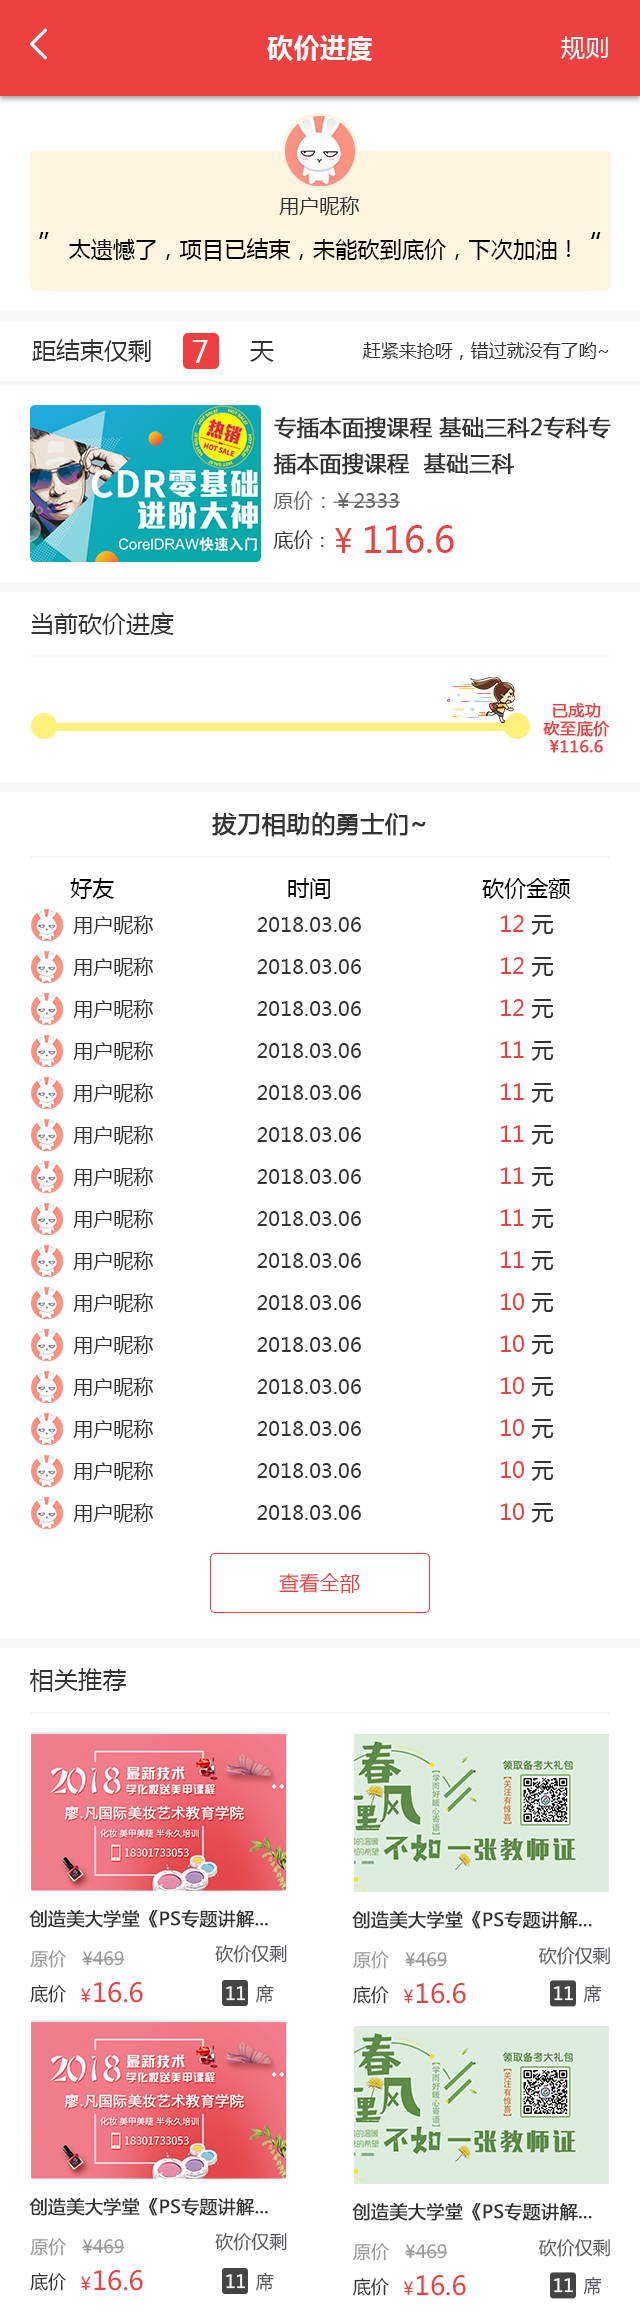 砍价进度
规则
用户昵称
" 太遗憾了，项目已结束，未能砍到底价，下次加油！ “
距结束仅剩 7 天
赶紧来抢呀，错过就没有了哟~
热销
HOT SALE
CDR零基础
进阶大神
CorelDRAW快速入门
专插本面搜课程 基础三科2专科专
插本面搜课程 基础三科
原价：¥2333
底价：¥ 116.6
当前砍价进度
已成功
砍至底价
¥116.6
拔刀相助的勇士们~
好友 时间 砍价金额
用户昵称 2018.03.06 12 元
用户昵称 2018.03.06 12 元
用户昵称 2018.03.06 12 元
用户昵称 2018.03.06 11 元
用户昵称 2018.03.06 11 元
用户昵称 2018.03.06 11 元
用户昵称 2018.03.06 11 元
用户昵称 2018.03.06 11 元
用户昵称 2018.03.06 11 元
用户昵称 2018.03.06 10 元
用户昵称 2018.03.06 10 元
用户昵称 2018.03.06 10 元
用户昵称 2018.03.06 10 元
用户昵称 2018.03.06 10 元
用户昵称 2018.03.06 10 元
查看全部
相关推荐
2018 最新技术
学化妆送美甲课程
廖.凡国际美妆艺术教育学院
化妆 美甲美睫 半永久培训
18301733053
创造美大学堂《PS专题讲解...
原价 ¥469 砍价仅剩
底价 ¥16.6 11 席
春风
领取备考大礼包
【关注有惊喜】
不如一张教师证
创造美大学堂《PS专题讲解...
原价 ¥469 砍价仅剩
底价 ¥16.6 11 席
2018 最新技术
学化妆送美甲课程
廖.凡国际美妆艺术教育学院
化妆 美甲美睫 半永久培训
18301733053
创造美大学堂《PS专题讲解...
原价 ¥469 砍价仅剩
底价 ¥16.6 11 席
春风
领取备考大礼包
【关注有惊喜】
不如一张教师证
创造美大学堂《PS专题讲解...
原价 ¥469 砍价仅剩
底价 ¥16.6 11 席